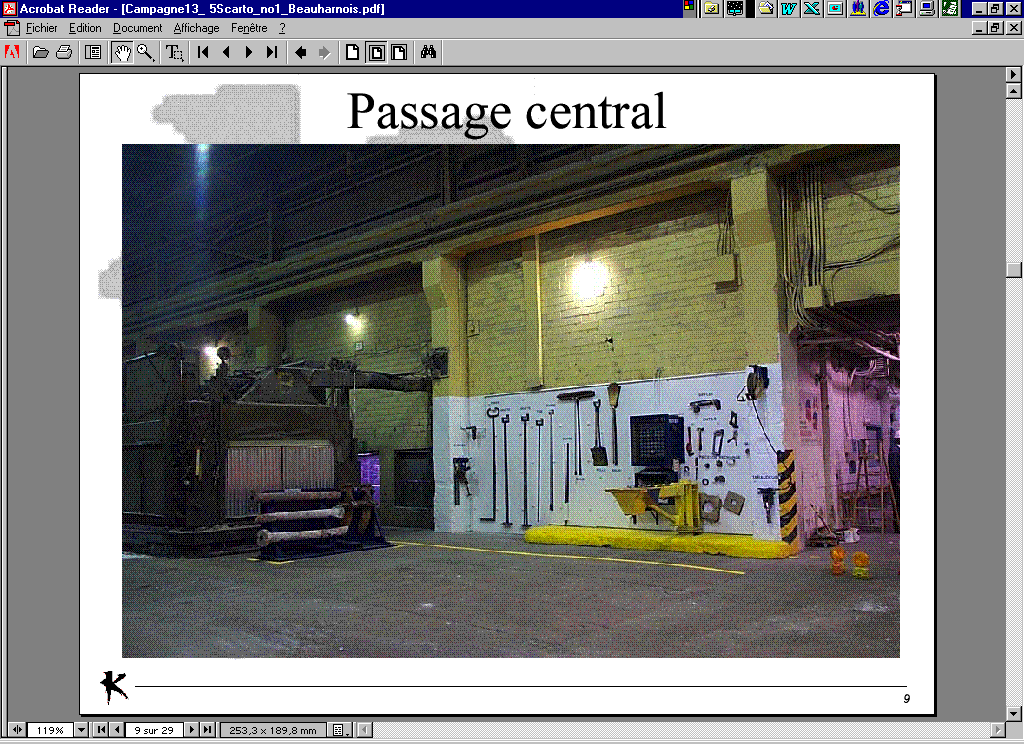 Acrobat Reader - [Campagne13_ 5Scarto_no1_Beauharnois.pdf]
Fichier Edition Document Affichage Fenêtre ?
Passage central
9
119% 9 sur 29 253,3 x 189,8 mm